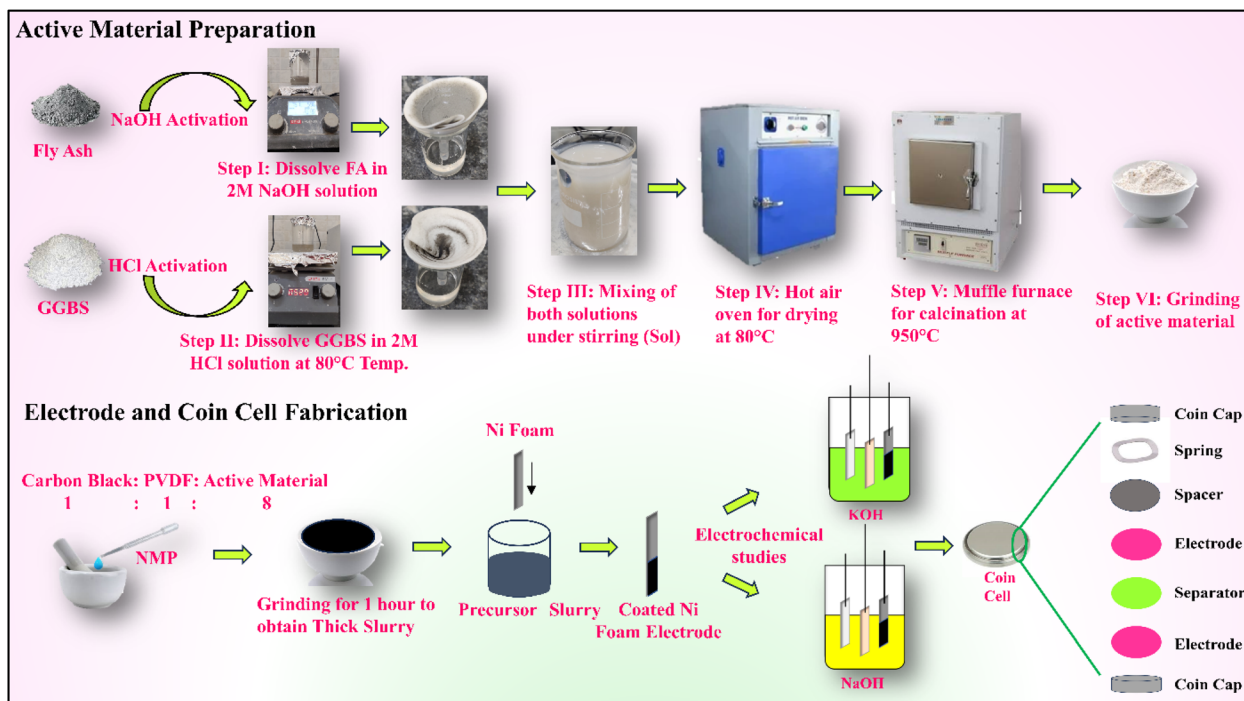 Active Material Preparation
Fly Ash
NaOH Activation
Step I: Dissolve FA in
2M NaOH solution
GGBS
HCl Activation
Step II: Dissolve GGBS in 2M
HCl solution at 80°C Temp.
Step III: Mixing of
both solutions
under stirring (Sol)
Step IV: Hot air
oven for drying
at 80°C
Step V: Muffle furnace
for calcination at
950°C
Step VI: Grinding
of active material
Electrode and Coin Cell Fabrication
Carbon Black: PVDF: Active Material
1 : 1 : 8
NMP
Grinding for 1 hour to
obtain Thick Slurry
Ni Foam
Precursor Slurry
Coated Ni
Foam Electrode
Electrochemical
studies
KOH
NaOH
Coin
Cell
Coin Cap
Spring
Spacer
Electrode
Separator
Electrode
Coin Cap